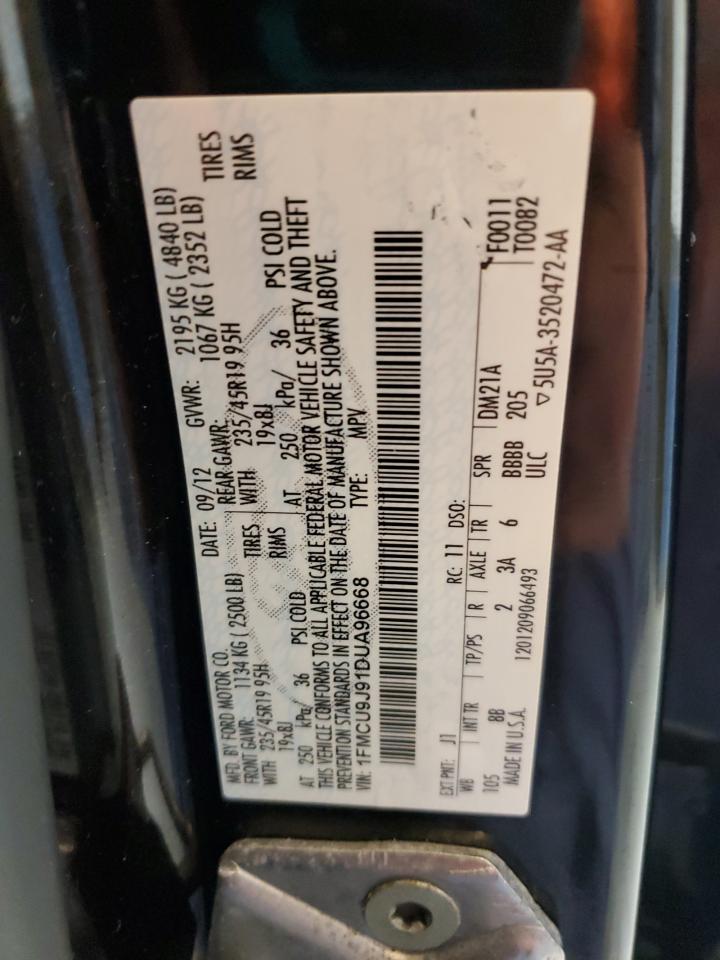 MFD. BY FORD MOTOR CO.
DATE: 09/12 GVWR: 2195 KG ( 4840 LB)
FRONT GAWR: 1134 KG ( 2500 LB) REAR GAWR: 1067 KG ( 2352 LB)
WITH 235/45R19 95H TIRES WITH 235/45R19 95H TIRES
19x8J RIMS 19x8J RIMS
AT 250 kPa/ 36 PSI COLD AT 250 kPa/ 36 PSI COLD
THIS VEHICLE CONFORMS TO ALL APPLICABLE FEDERAL MOTOR VEHICLE SAFETY AND THEFT
PREVENTION STANDARDS IN EFFECT ON THE DATE OF MANUFACTURE SHOWN ABOVE.
VIN: 1FMCU9J91DUA96668 TYPE: MPV
EXT PNT: J1 RC: 11 DSO:
WB INT TR TP/PS R AXLE TR SPR DM21A F0011
105 8B 2 3A 6 BBBB 205 T0082
MADE IN U.S.A. 1201209066493 ULC ▽5U5A-3520472-AA